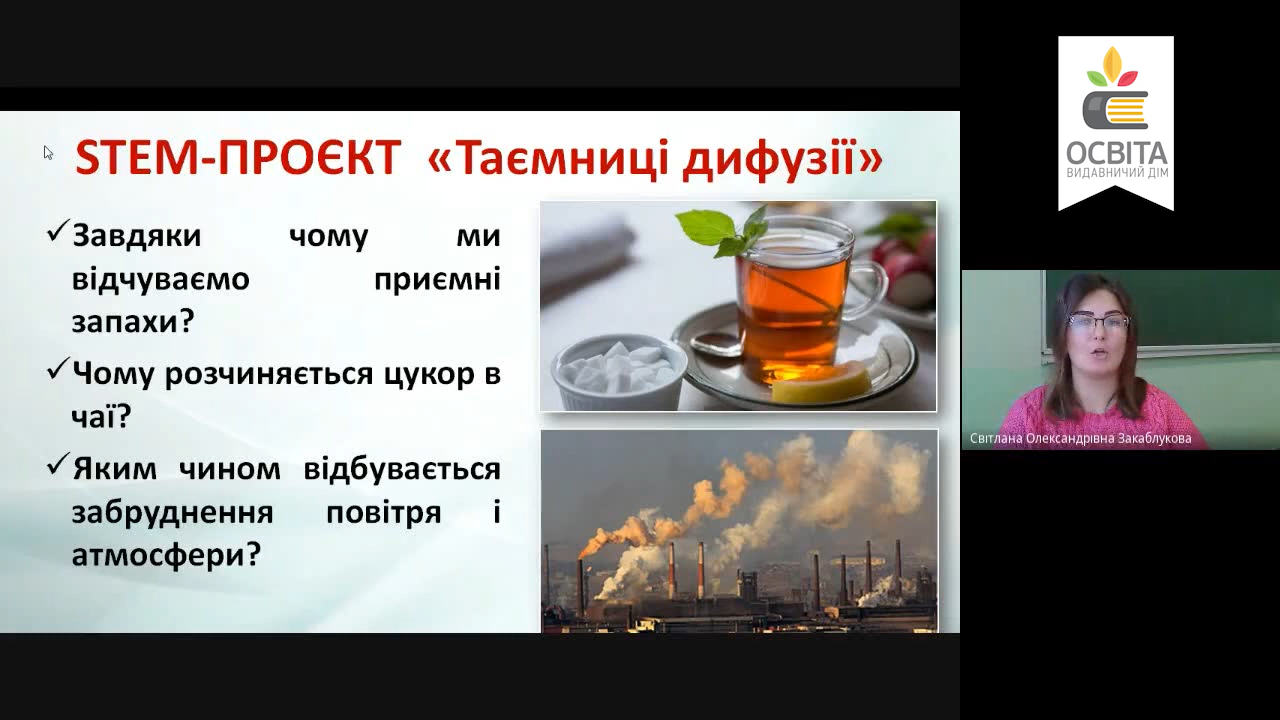 STEM-ПРОЄКТ «Таємниці дифузії»
Завдяки чому ми
відчуваємо приємні
запахи?
Чому розчиняється цукор в
чаї?
Яким чином відбувається
забруднення повітря і
атмосфери?
ОСВІТА
ВИДАВНИЧИЙ ДІМ
Світлана Олександрівна Закаблукова